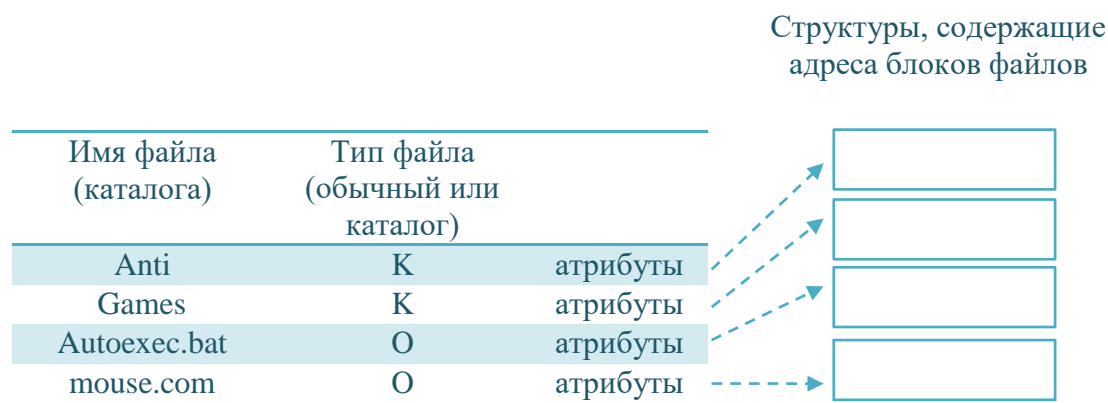 Структуры, содержащие
адреса блоков файлов
Имя файла
(каталога)
Тип файла
(обычный или
каталог)
Anti К атрибуты
Games К атрибуты
Autoexec.bat О атрибуты
mouse.com О атрибуты